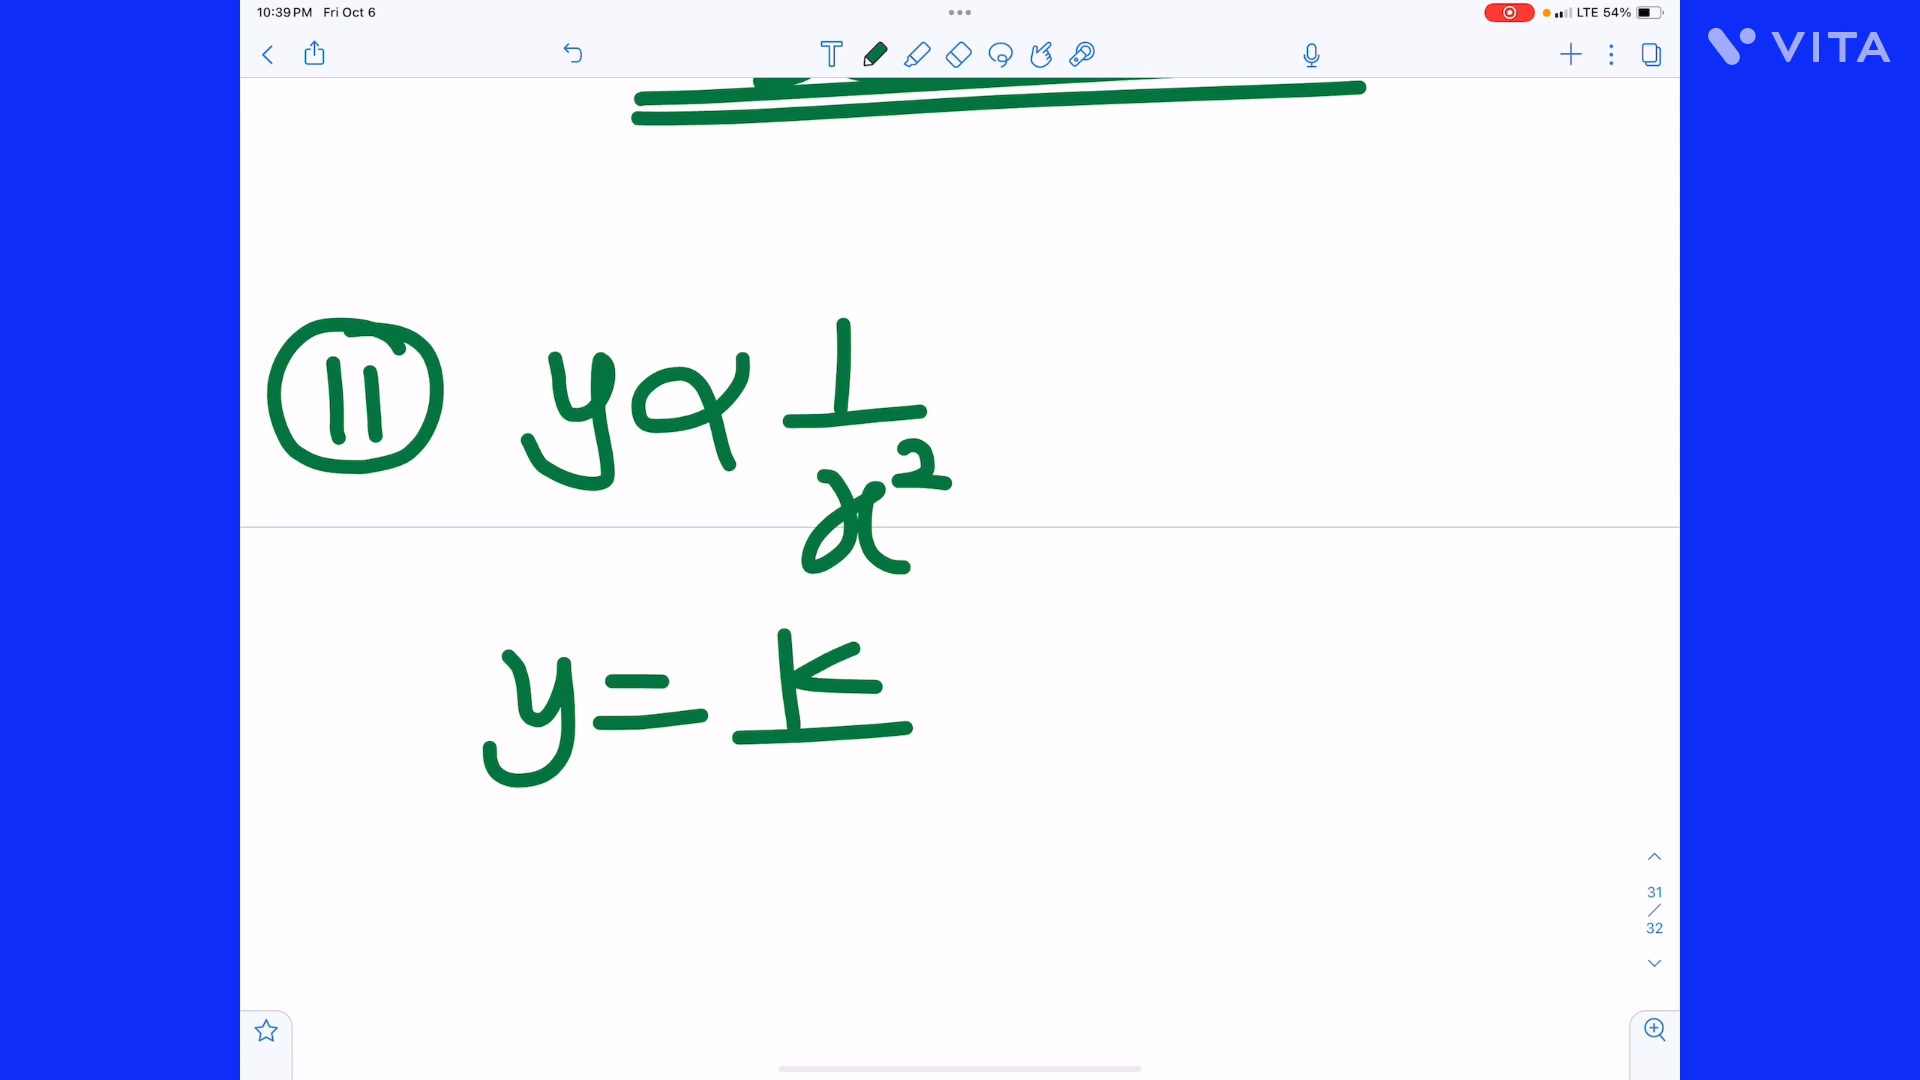 10:39 PM Fri Oct 6
LTE 54%
VITA
T
11 y ∝ 1/x²
y = k
31
/
32